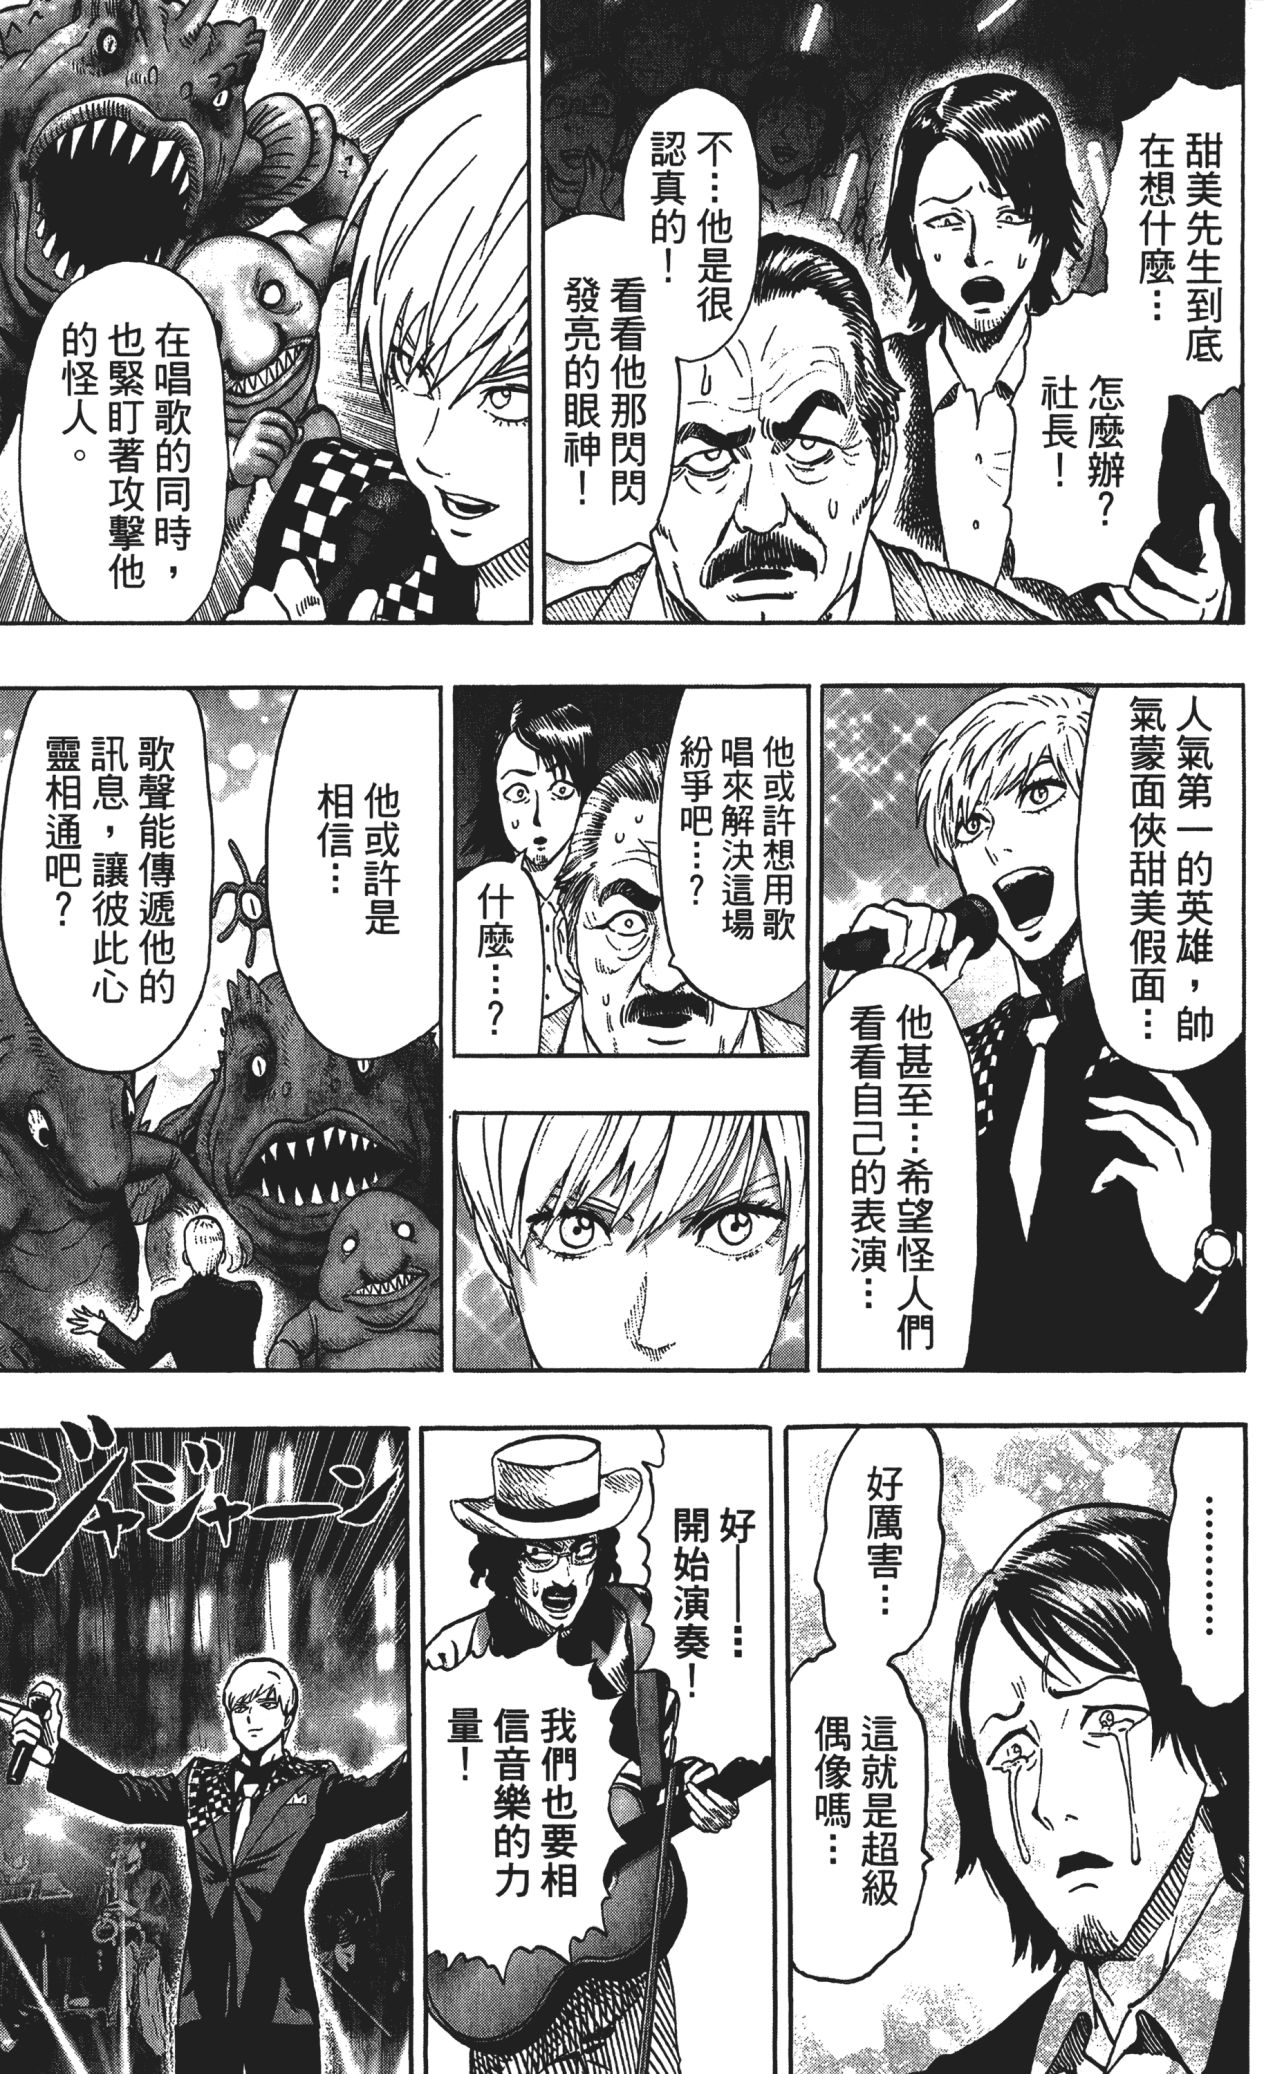 甜美先生到底
在想什麼…
怎麼辦？
社長！
不…他是很
認真的！
看看他那閃閃
發亮的眼神！
在唱歌的同時，
也緊盯著攻擊他
的怪人。
人氣第一的英雄，帥
氣蒙面俠甜美假面…
他甚至…希望怪人們
看看自己的表演…
他或許想用歌
唱來解決這場
紛爭吧…？
什麼…？
他或許是
相信…
歌聲能傳遞他的
訊息，讓彼此心
靈相通吧？
…………
好厲害…
這就是超級
偶像嗎…
好——…
開始演奏！
我們也要相
信音樂的力
量！
ジャジャーン